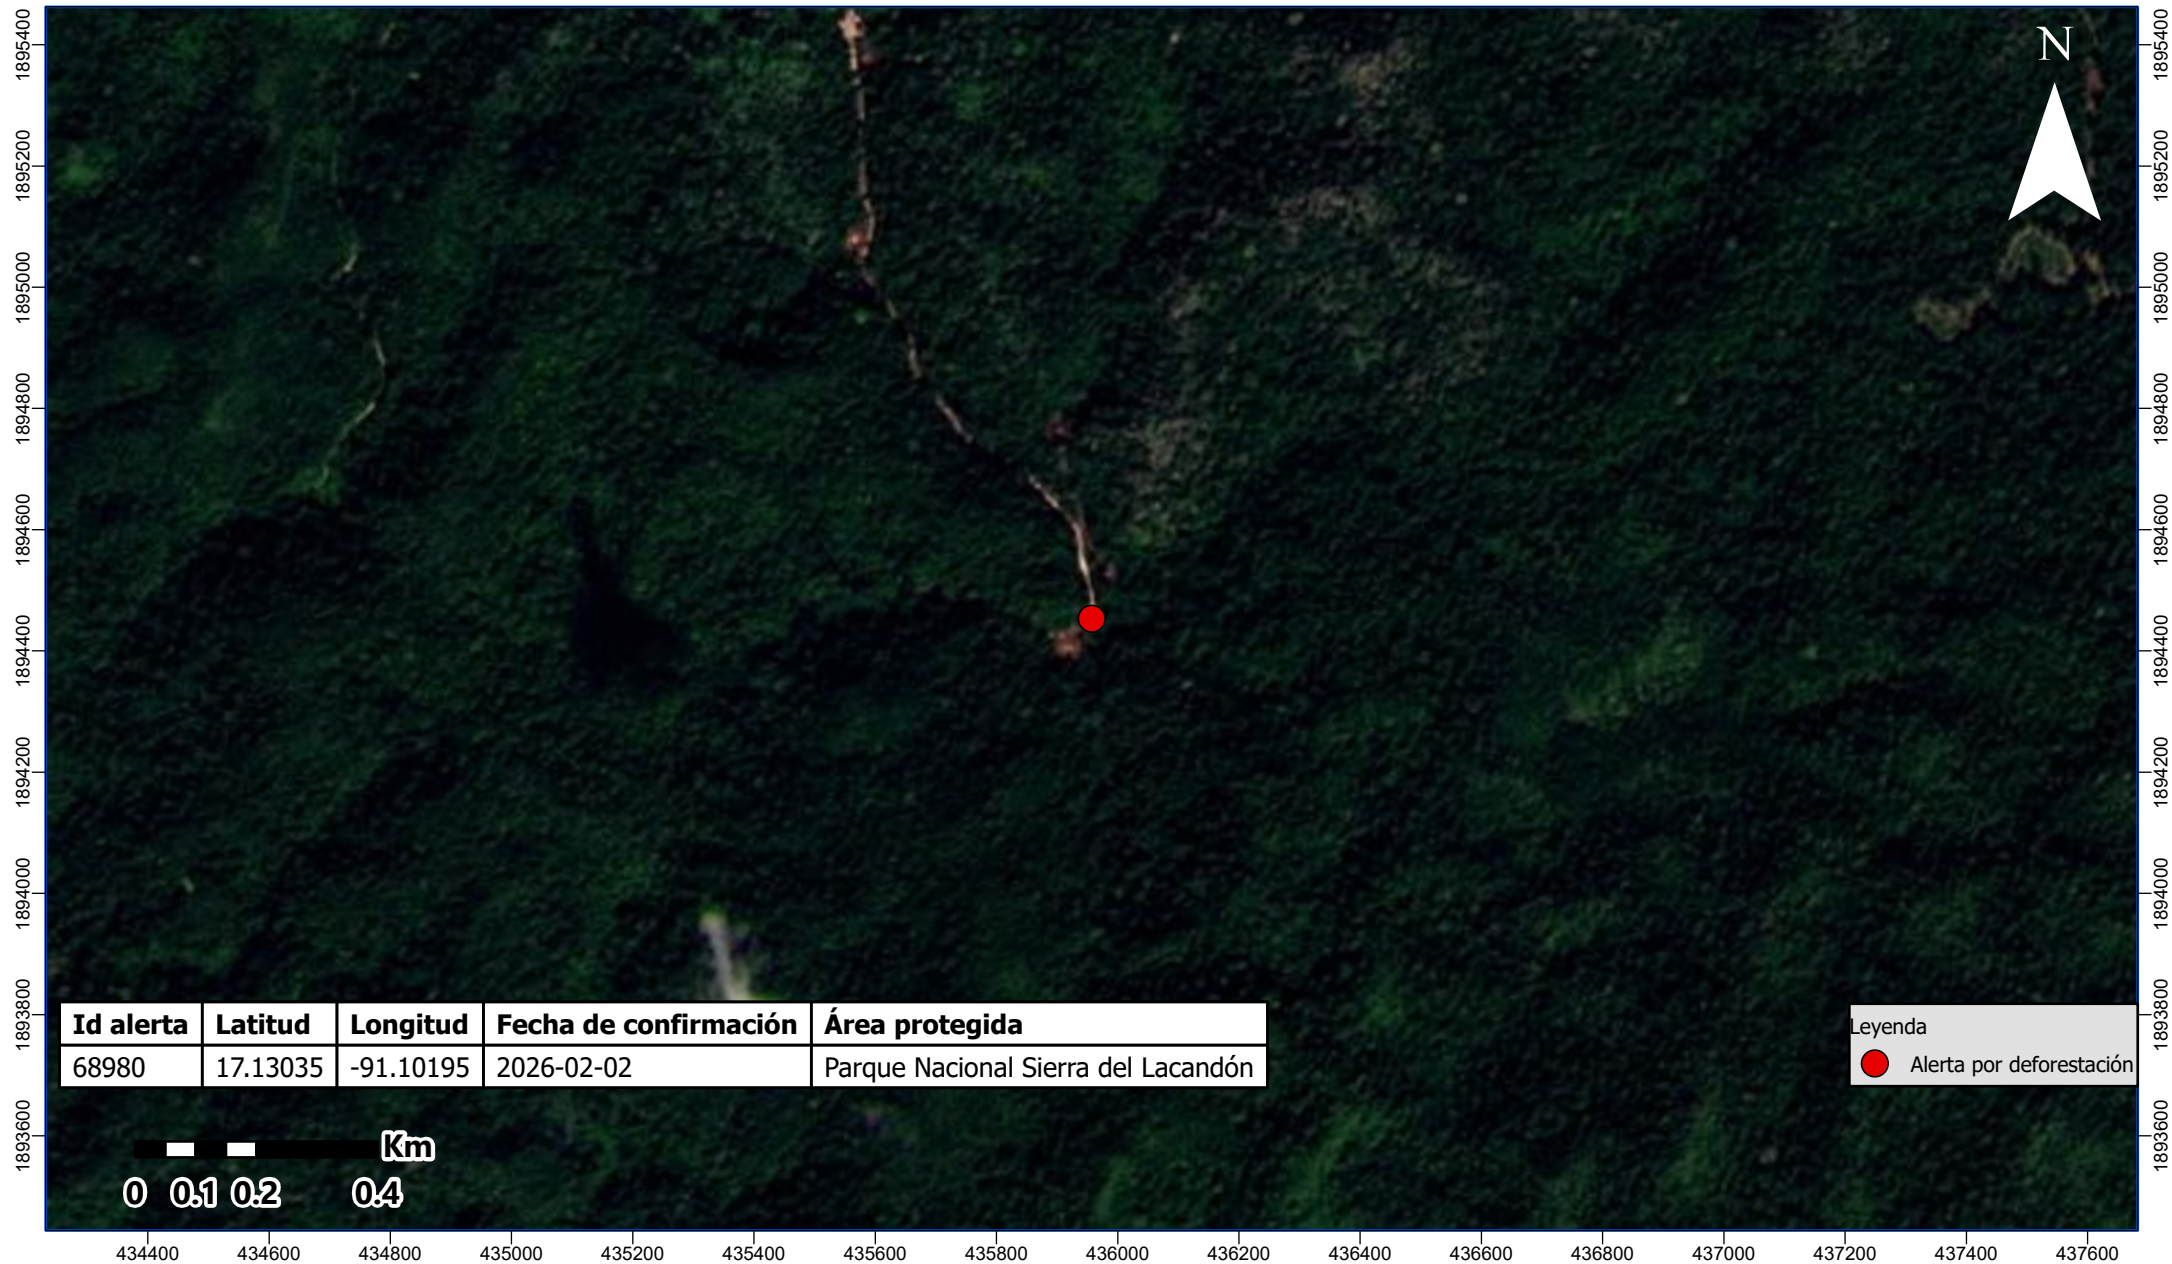 N
1895400
1895200
1895000
1894800
1894600
1894400
1894200
1894000
1893800
1893600
1895400
1895200
1895000
1894800
1894600
1894400
1894200
1894000
1893800
1893600
Id alerta Latitud Longitud Fecha de confirmación Área protegida
68980 17.13035 -91.10195 2026-02-02 Parque Nacional Sierra del Lacandón
Leyenda
Alerta por deforestación
Km
0 0.1 0.2 0.4
434400 434600 434800 435000 435200 435400 435600 435800 436000 436200 436400 436600 436800 437000 437200 437400 437600